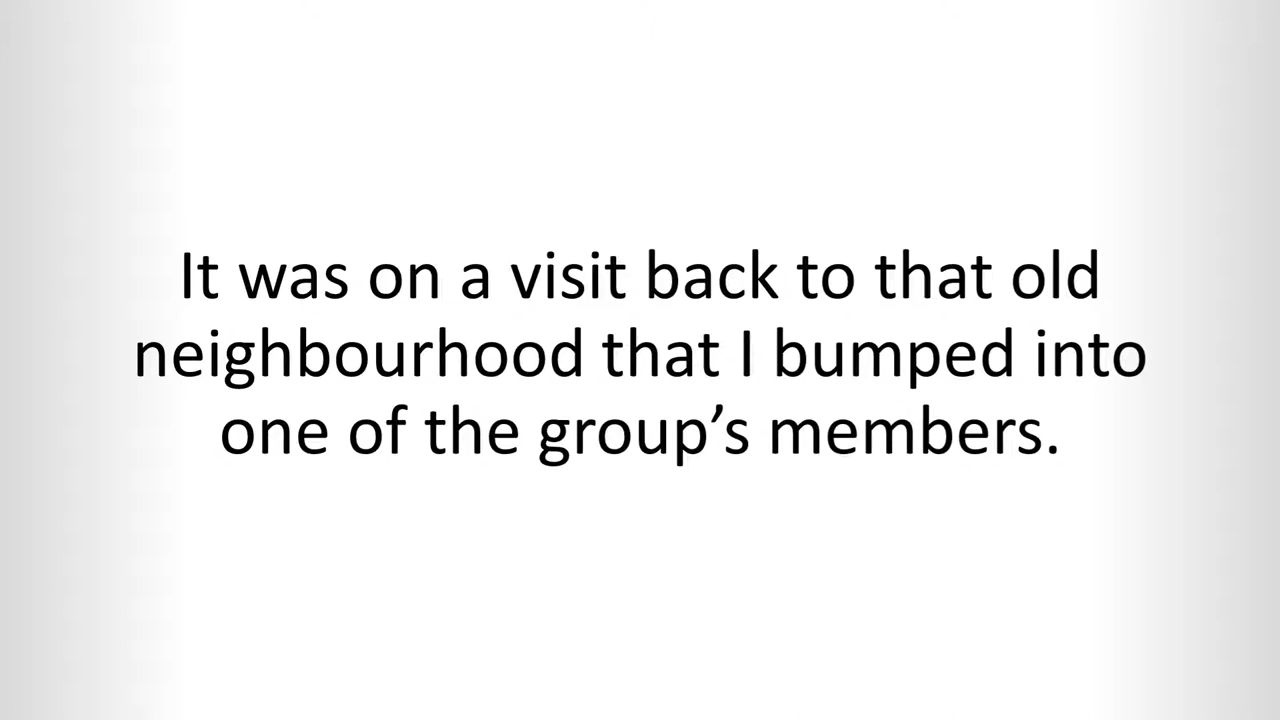 It was on a visit back to that old
neighbourhood that I bumped into
one of the group’s members.